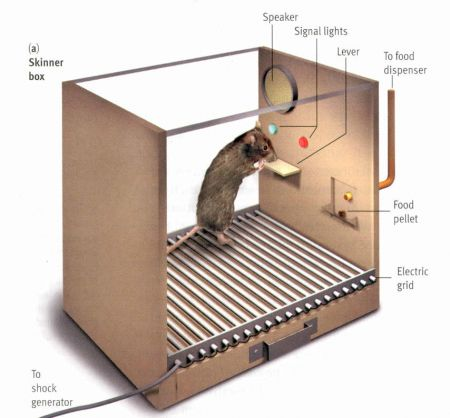 (a)
Skinner
box
Speaker
Signal lights
Lever
To food
dispenser
Food
pellet
Electric
grid
To
shock
generator